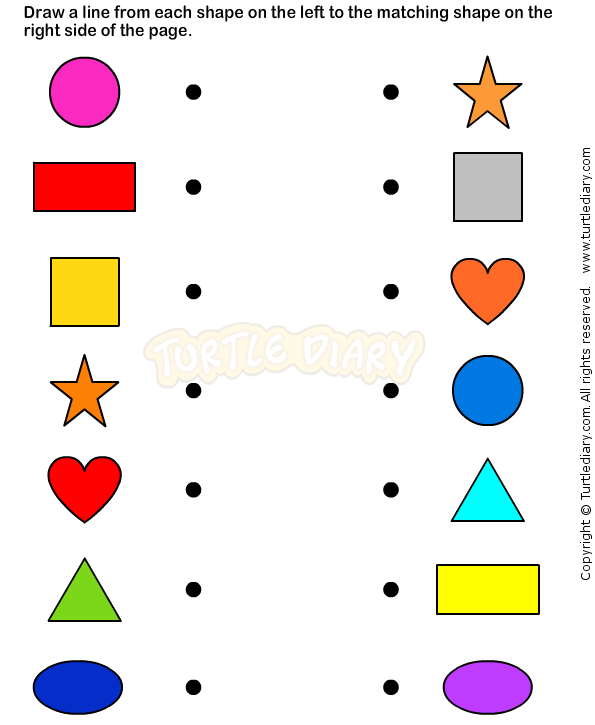 Draw a line from each shape on the left to the matching shape on the
right side of the page.
TURTLE DIARY
Copyright © Turtlediary.com All rights reserved. www.turtlediary.com